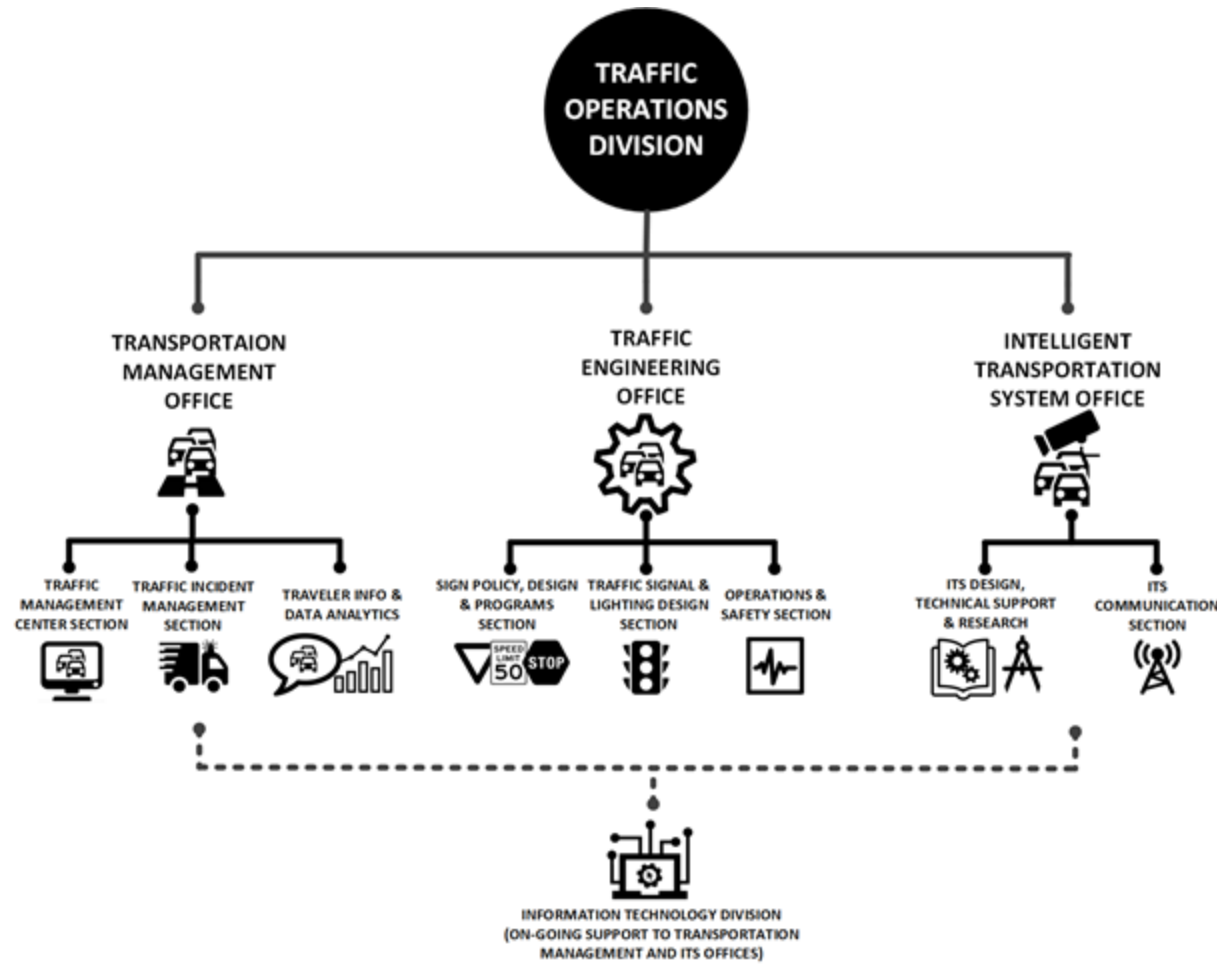 TRAFFIC
OPERATIONS
DIVISION
TRANSPORTAION
MANAGEMENT
OFFICE
TRAFFIC
ENGINEERING
OFFICE
INTELLIGENT
TRANSPORTATION
SYSTEM OFFICE
TRAFFIC
MANAGEMENT
CENTER SECTION
TRAFFIC INCIDENT
MANAGEMENT
SECTION
TRAVELER INFO &
DATA ANALYTICS
SIGN POLICY, DESIGN
& PROGRAMS
SECTION
SPEED
LIMIT
50
STOP
TRAFFIC SIGNAL &
LIGHTING DESIGN
SECTION
OPERATIONS &
SAFETY SECTION
ITS DESIGN,
TECHNICAL SUPPORT
& RESEARCH
ITS
COMMUNICATION
SECTION
INFORMATION TECHNOLOGY DIVISION
(ON-GOING SUPPORT TO TRANSPORTATION
MANAGEMENT AND ITS OFFICES)